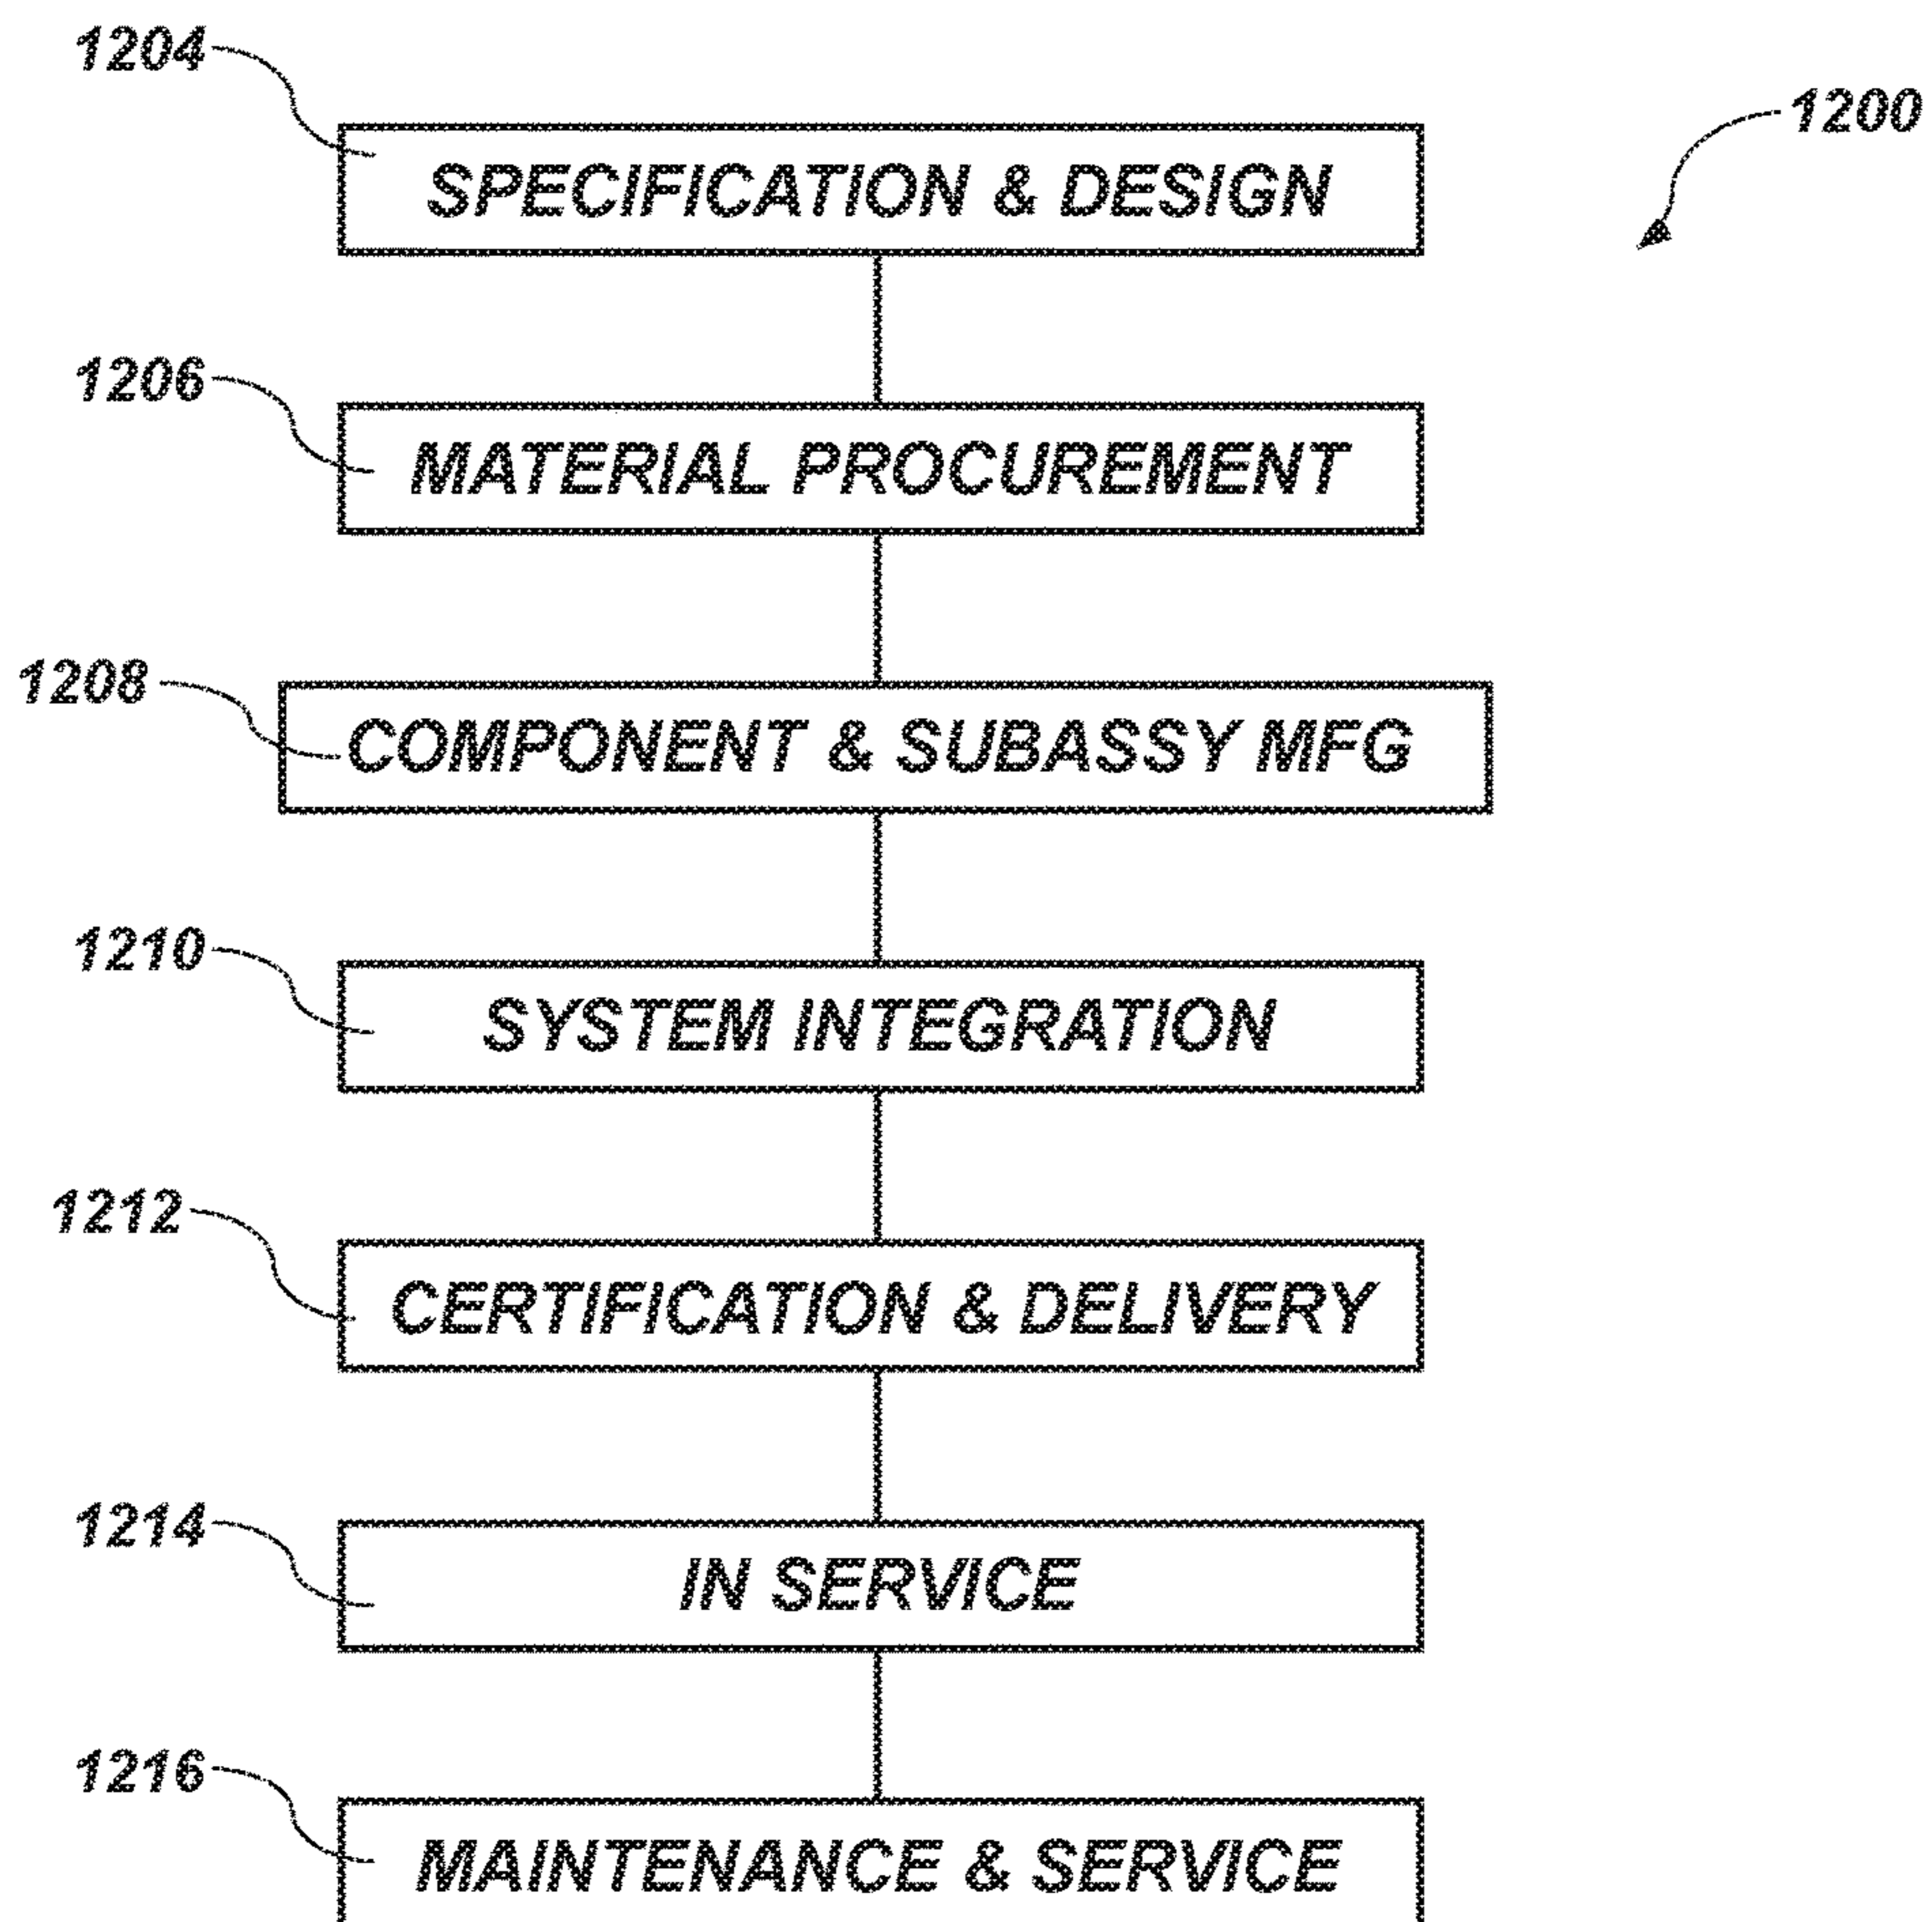 1204
1200
SPECIFICATION & DESIGN
1206
MATERIAL PROCUREMENT
1208
COMPONENT & SUBASSY MFG
1210
SYSTEM INTEGRATION
1212
CERTIFICATION & DELIVERY
1214
IN SERVICE
1216
MAINTENANCE & SERVICE